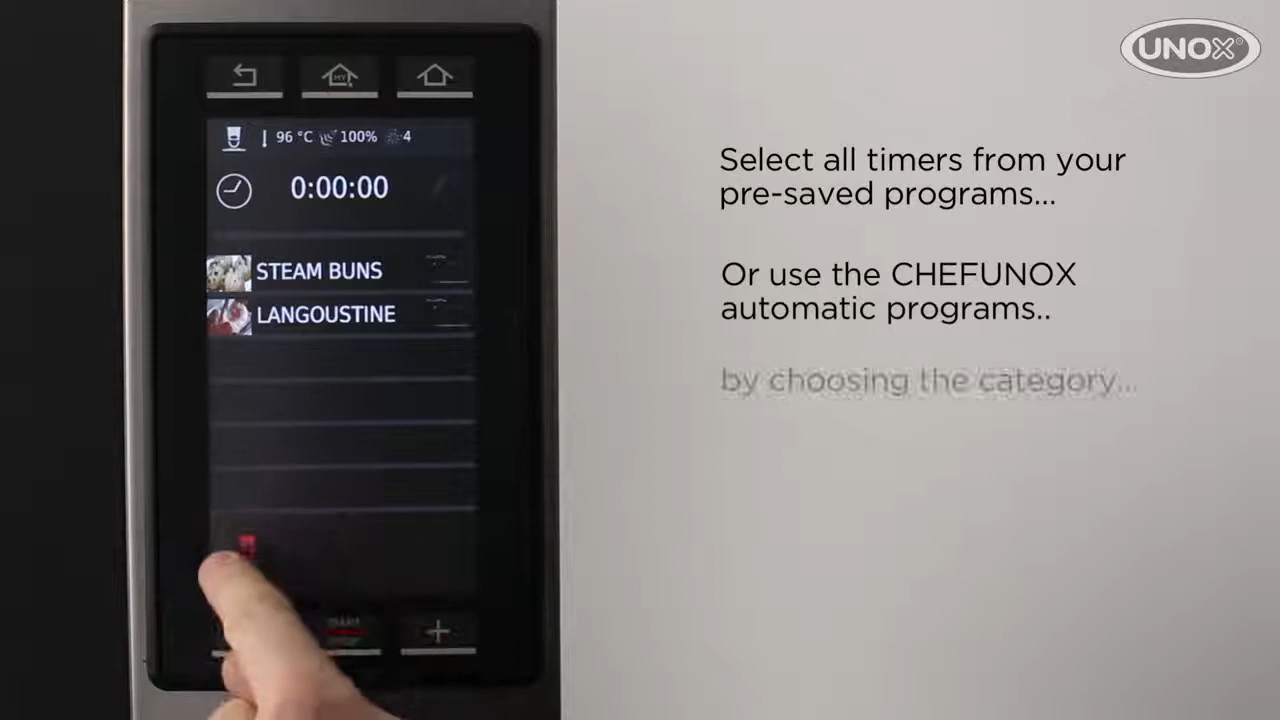 UNOX
MY
96 °C 100% 4
0:00:00
STEAM BUNS
LANGOUSTINE
Select all timers from your
pre-saved programs...
Or use the CHEFUNOX
automatic programs..
by choosing the category...